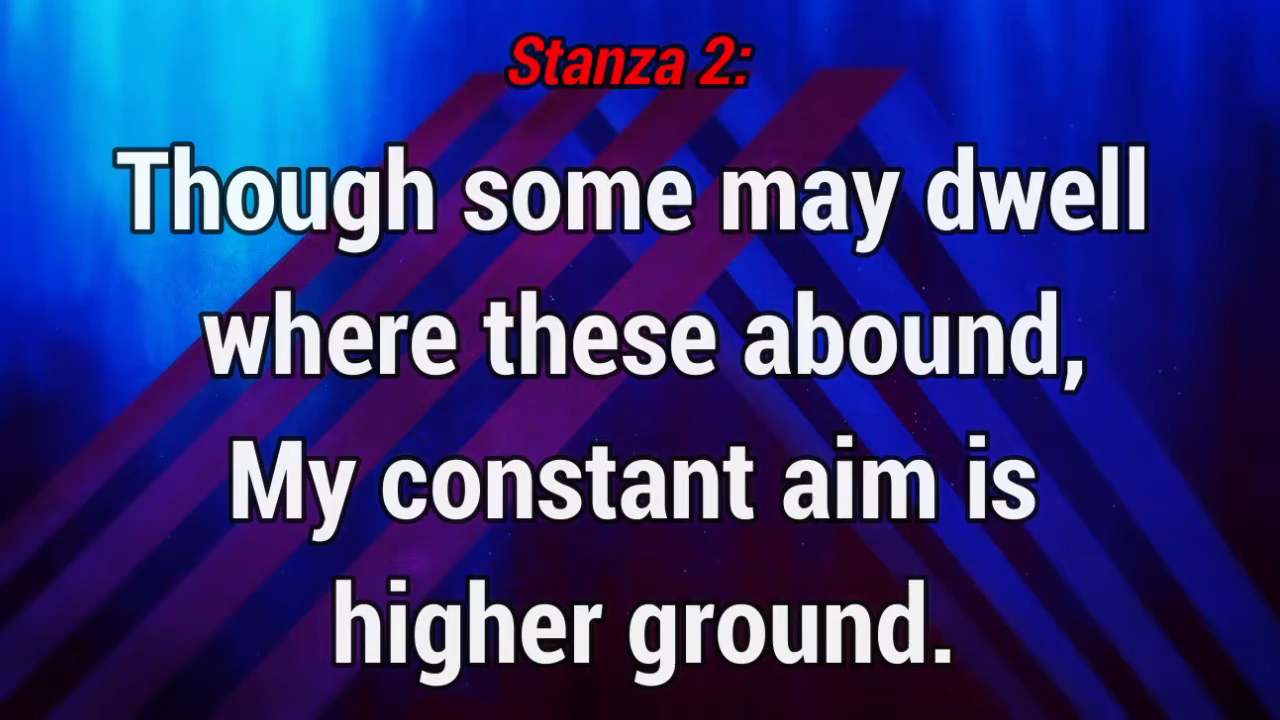 Stanza 2:
Though some may dwell
where these abound,
My constant aim is
higher ground.